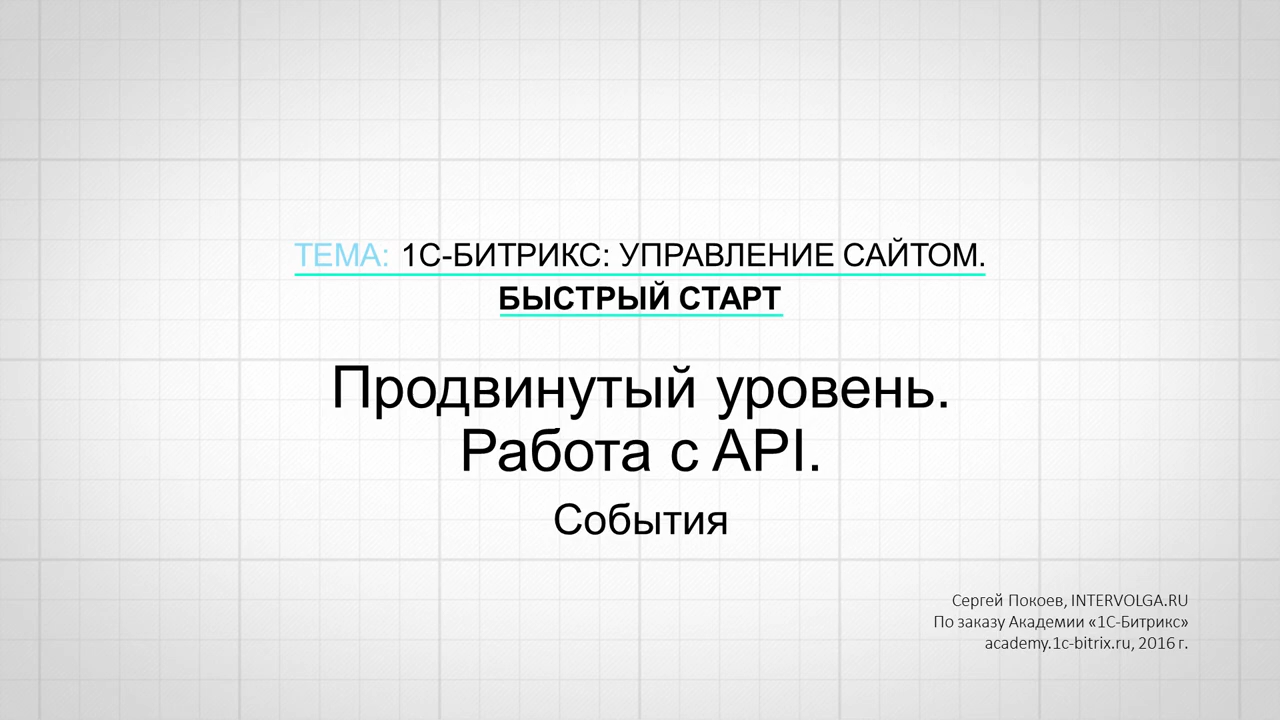 ТЕМА: 1С-БИТРИКС: УПРАВЛЕНИЕ САЙТОМ.
БЫСТРЫЙ СТАРТ
Продвинутый уровень.
Работа с API.
События
Сергей Покоев, INTERVOLGA.RU
По заказу Академии «1С-Битрикс»
academy.1c-bitrix.ru, 2016 г.